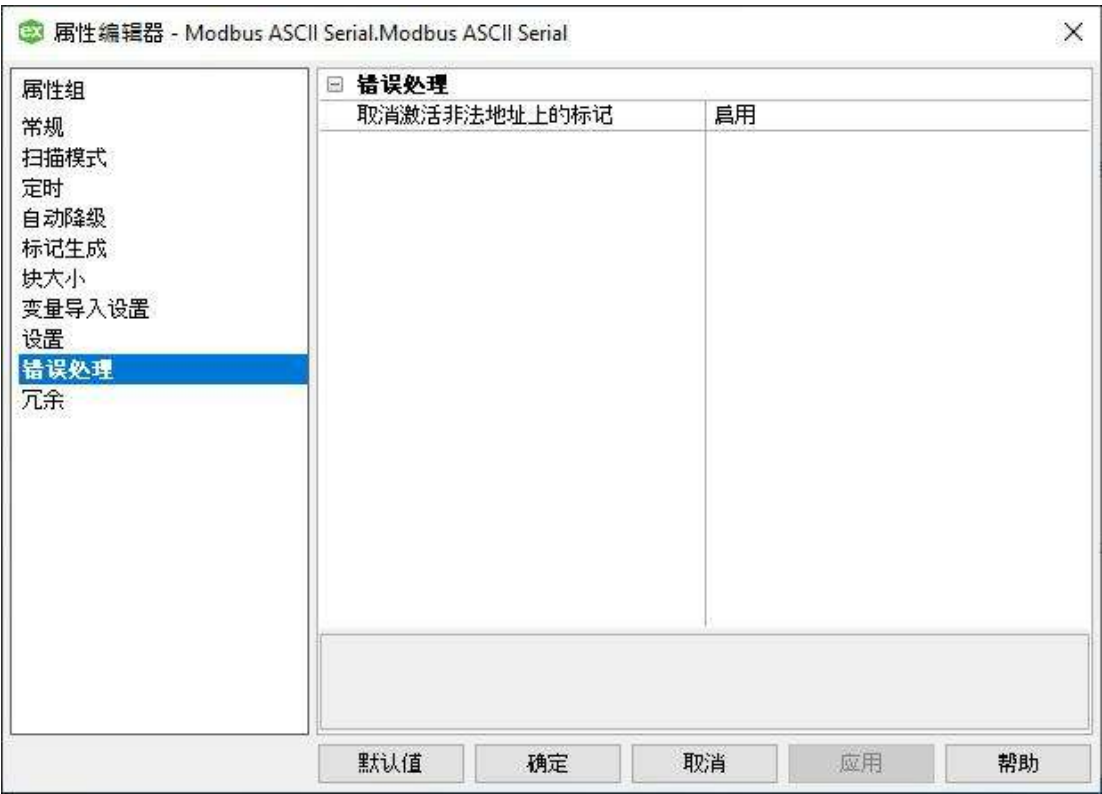 ex 属性编辑器 - Modbus ASCII Serial.Modbus ASCII Serial
属性组
常规
扫描模式
定时
自动降级
标记生成
块大小
变量导入设置
设置
错误处理
冗余
错误处理
取消激活非法地址上的标记 启用
默认值 确定 取消 应用 帮助